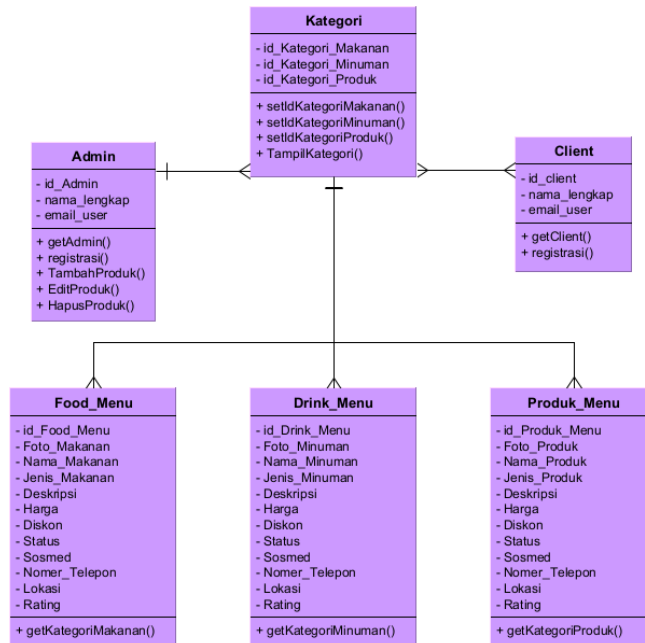 Kategori
- id_Kategori_Makanan
- id_Kategori_Minuman
- id_Kategori_Produk
+ setIdKategoriMakanan()
+ setIdKategoriMinuman()
+ setIdKategoriProduk()
+ TampilKategori()
Admin
- id_Admin
- nama_lengkap
- email_user
+ getAdmin()
+ registrasi()
+ TambahProduk()
+ EditProduk()
+ HapusProduk()
Client
- id_client
- nama_lengkap
- email_user
+ getClient()
+ registrasi()
Food_Menu
- id_Food_Menu
- Foto_Makanan
- Nama_Makanan
- Jenis_Makanan
- Deskripsi
- Harga
- Diskon
- Status
- Sosmed
- Nomer_Telepon
- Lokasi
- Rating
+ getKategoriMakanan()
Drink_Menu
- id_Drink_Menu
- Foto_Minuman
- Nama_Minuman
- Jenis_Minuman
- Deskripsi
- Harga
- Diskon
- Status
- Sosmed
- Nomer_Telepon
- Lokasi
- Rating
+ getKategoriMinuman()
Produk_Menu
- id_Produk_Menu
- Foto_Produk
- Nama_Produk
- Jenis_Produk
- Deskripsi
- Harga
- Diskon
- Status
- Sosmed
- Nomer_Telepon
- Lokasi
- Rating
+ getKategoriProduk()